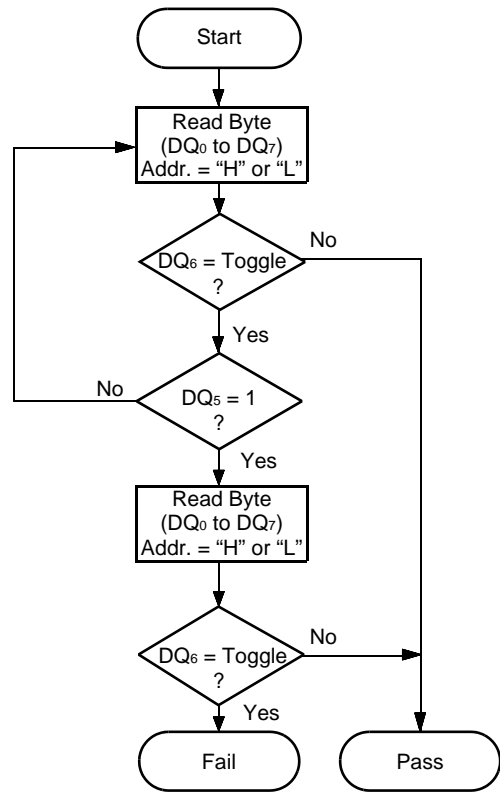 Start
Read Byte
(DQ0 to DQ7)
Addr. = “H” or “L”
No
DQ6 = Toggle
?
Yes
No
DQ5 = 1
?
Yes
Read Byte
(DQ0 to DQ7)
Addr. = “H” or “L”
No
DQ6 = Toggle
?
Yes
Fail
Pass